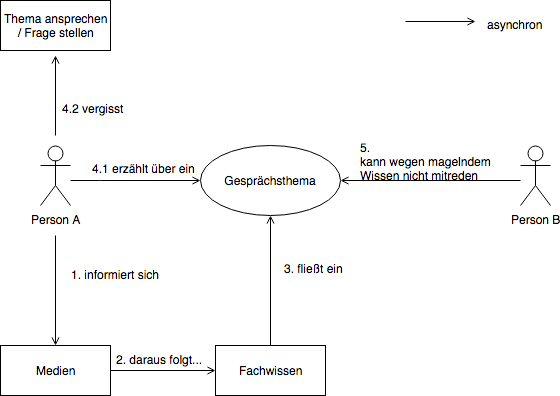 Thema ansprechen
/ Frage stellen
asynchron
4.2 vergisst
5.
kann wegen magelndem
Wissen nicht mitreden
4.1 erzählt über ein
Gesprächsthema
Person A
Person B
1. informiert sich
3. fließt ein
2. daraus folgt...
Medien
Fachwissen